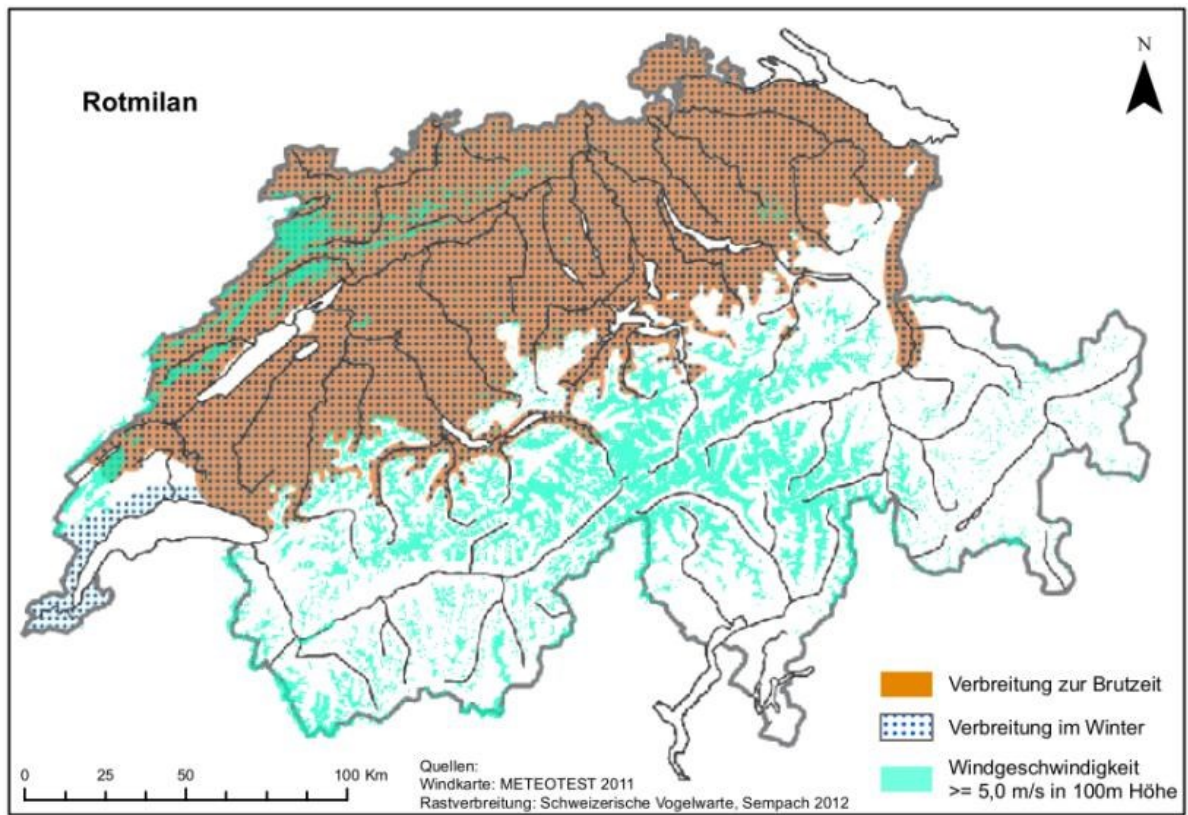 Rotmilan
N
Verbreitung zur Brutzeit
Verbreitung im Winter
Windgeschwindigkeit
>= 5,0 m/s in 100m Höhe
0 25 50 100 Km
Quellen:
Windkarte: METEOTEST 2011
Rastverbreitung: Schweizerische Vogelwarte, Sempach 2012